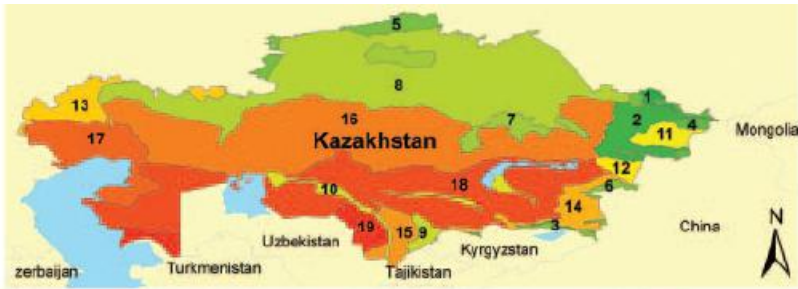 5
8
1
13
2
4
7
16
Kazakhstan
11
Mongolia
17
12
18
6
10
14
19
15
9
3
N
Uzbekistan
Kyrgyzstan
China
zerbaijan
Turkmenistan
Tajikistan